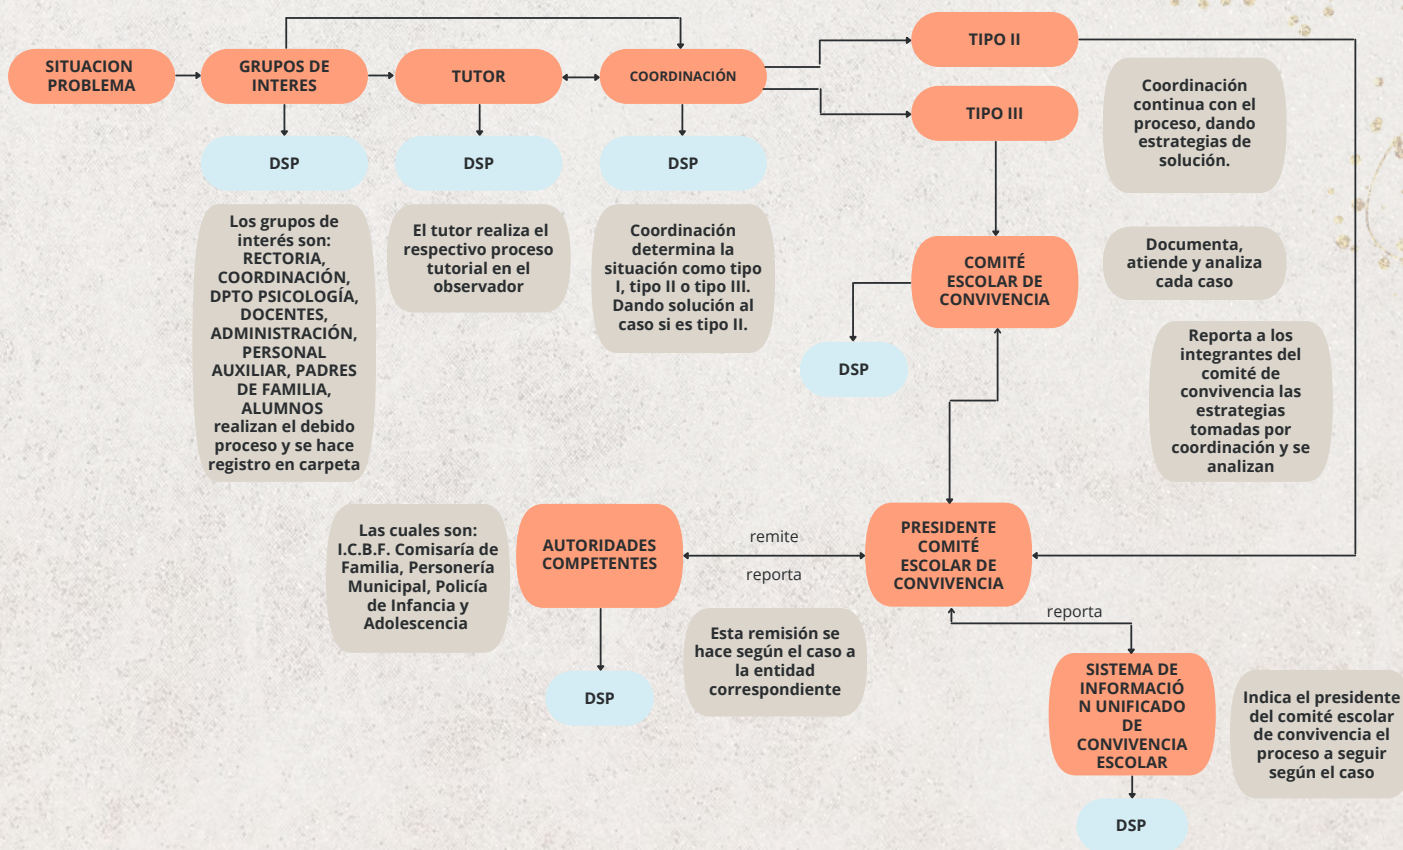 SITUACION
PROBLEMA
GRUPOS DE
INTERES
TUTOR
COORDINACIÓN
TIPO II
TIPO III
DSP
DSP
DSP
Los grupos de
interés son:
RECTORIA,
COORDINACIÓN,
DPTO PSICOLOGÍA,
DOCENTES,
ADMINISTRACIÓN,
PERSONAL
AUXILIAR, PADRES
DE FAMILIA,
ALUMNOS
realizan el debido
proceso y se hace
registro en carpeta
El tutor realiza el
respectivo proceso
tutorial en el
observador
Coordinación
determina la
situación como tipo
I, tipo II o tipo III.
Dando solución al
caso si es tipo II.
Coordinación
continua con el
proceso, dando
estrategias de
solución.
COMITÉ
ESCOLAR DE
CONVIVENCIA
Documenta,
atiende y analiza
cada caso
DSP
Reporta a los
integrantes del
comité de
convivencia las
estrategias
tomadas por
coordinación y se
analizan
Las cuales son:
I.C.B.F. Comisaría de
Familia, Personería
Municipal, Policía
de Infancia y
Adolescencia
AUTORIDADES
COMPETENTES
remite
reporta
PRESIDENTE
COMITÉ
ESCOLAR DE
CONVIVENCIA
Esta remisión se
hace según el caso a
la entidad
correspondiente
DSP
reporta
SISTEMA DE
INFORMACIÓ
N UNIFICADO
DE
CONVIVENCIA
ESCOLAR
Indica el presidente
del comité escolar
de convivencia el
proceso a seguir
según el caso
DSP